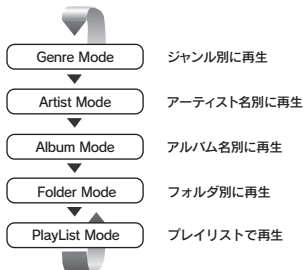 Genre Mode ジャンル別に再生
Artist Mode アーティスト名別に再生
Album Mode アルバム名別に再生
Folder Mode フォルダ別に再生
PlayList Mode プレイリストで再生